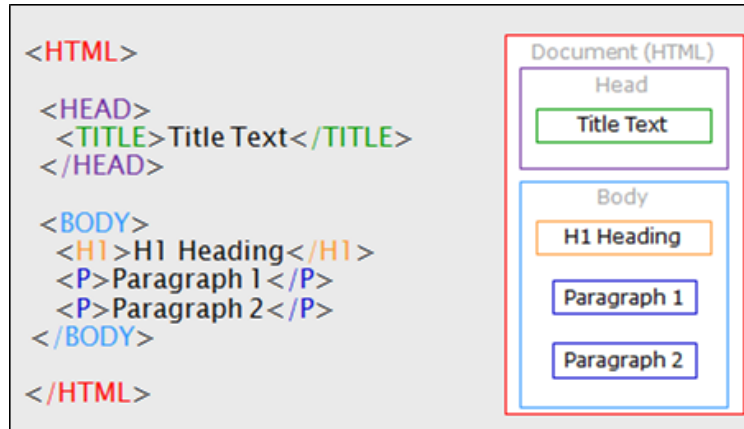 <HTML>
<HEAD>
<TITLE>Title Text</TITLE>
</HEAD>
<BODY>
<H1>H1 Heading</H1>
<P>Paragraph 1</P>
<P>Paragraph 2</P>
</BODY>
</HTML>
Document (HTML)
Head
Title Text
Body
H1 Heading
Paragraph 1
Paragraph 2